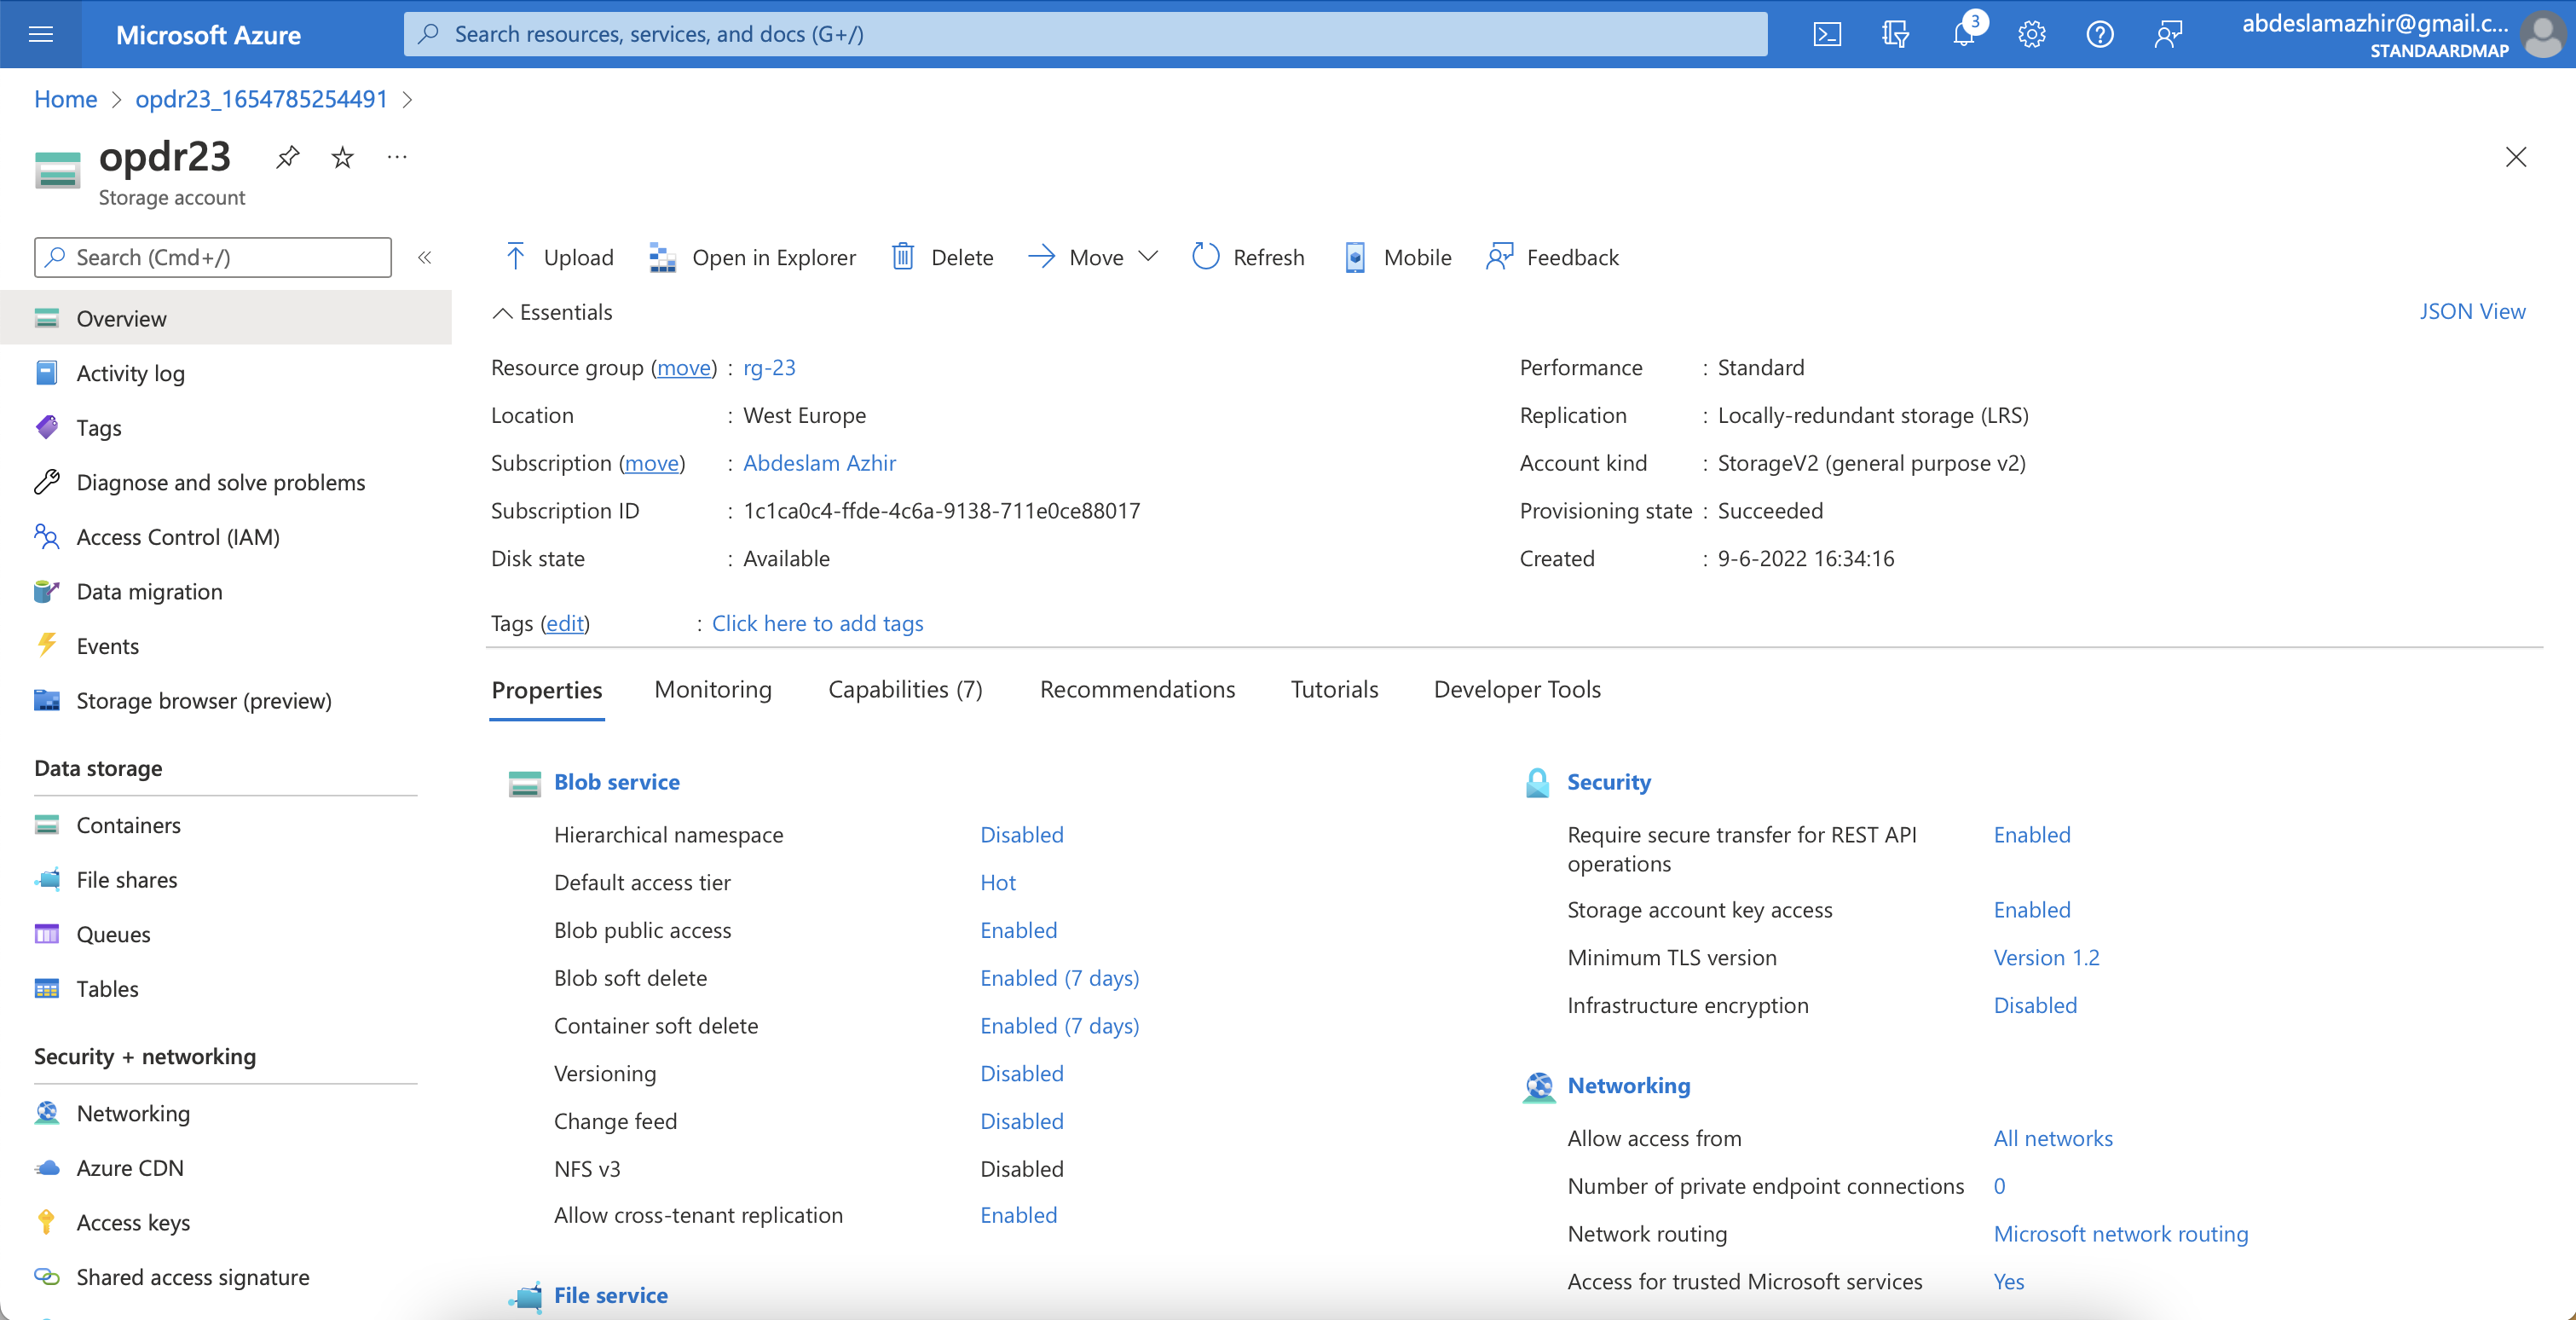 Microsoft Azure
Search resources, services, and docs (G+/)
3
abdeslamazhir@gmail.c...
STANDAARDMAP
Home > opdr23_1654785254491 >
opdr23
Storage account
Search (Cmd+/)
«
Overview
Activity log
Tags
Diagnose and solve problems
Access Control (IAM)
Data migration
Events
Storage browser (preview)
Data storage
Containers
File shares
Queues
Tables
Security + networking
Networking
Azure CDN
Access keys
Shared access signature
Upload Open in Explorer Delete Move Refresh Mobile Feedback
Essentials
JSON View
Resource group (move) : rg-23
Location : West Europe
Subscription (move) : Abdeslam Azhir
Subscription ID : 1c1ca0c4-ffde-4c6a-9138-711e0ce88017
Disk state : Available
Performance : Standard
Replication : Locally-redundant storage (LRS)
Account kind : StorageV2 (general purpose v2)
Provisioning state : Succeeded
Created : 9-6-2022 16:34:16
Tags (edit) : Click here to add tags
Properties Monitoring Capabilities (7) Recommendations Tutorials Developer Tools
Blob service
Hierarchical namespace Disabled
Default access tier Hot
Blob public access Enabled
Blob soft delete Enabled (7 days)
Container soft delete Enabled (7 days)
Versioning Disabled
Change feed Disabled
NFS v3 Disabled
Allow cross-tenant replication Enabled
File service
Security
Require secure transfer for REST API Enabled
operations
Storage account key access Enabled
Minimum TLS version Version 1.2
Infrastructure encryption Disabled
Networking
Allow access from All networks
Number of private endpoint connections 0
Network routing Microsoft network routing
Access for trusted Microsoft services Yes